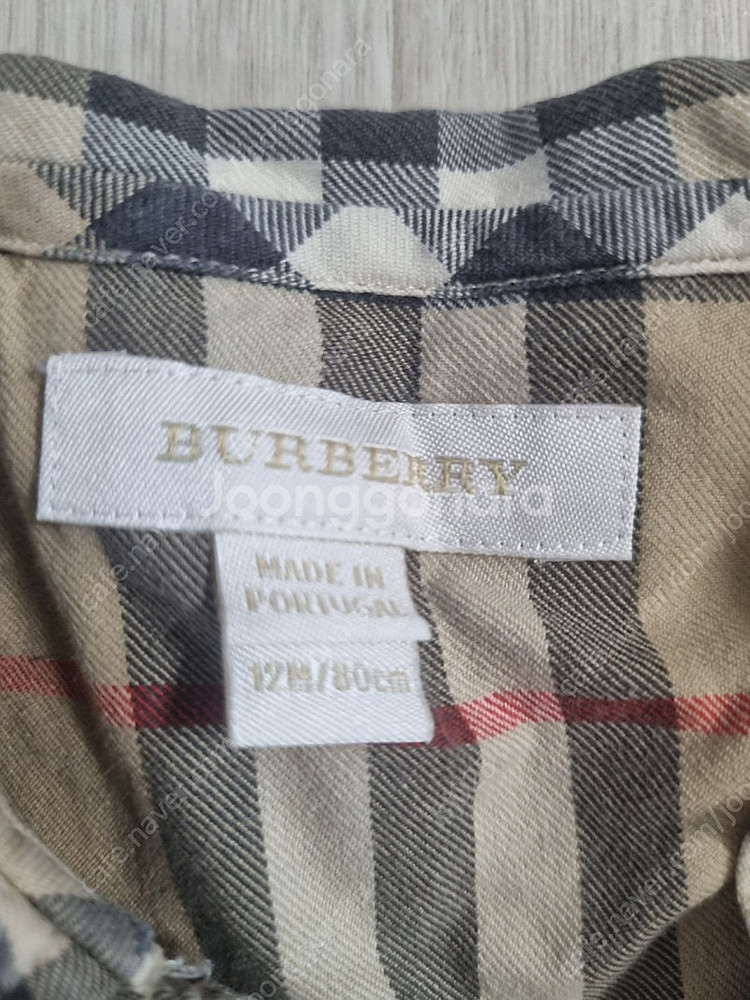 BURBERRY
Joonggonara
MADE IN
PORTUGAL
12M/80cm